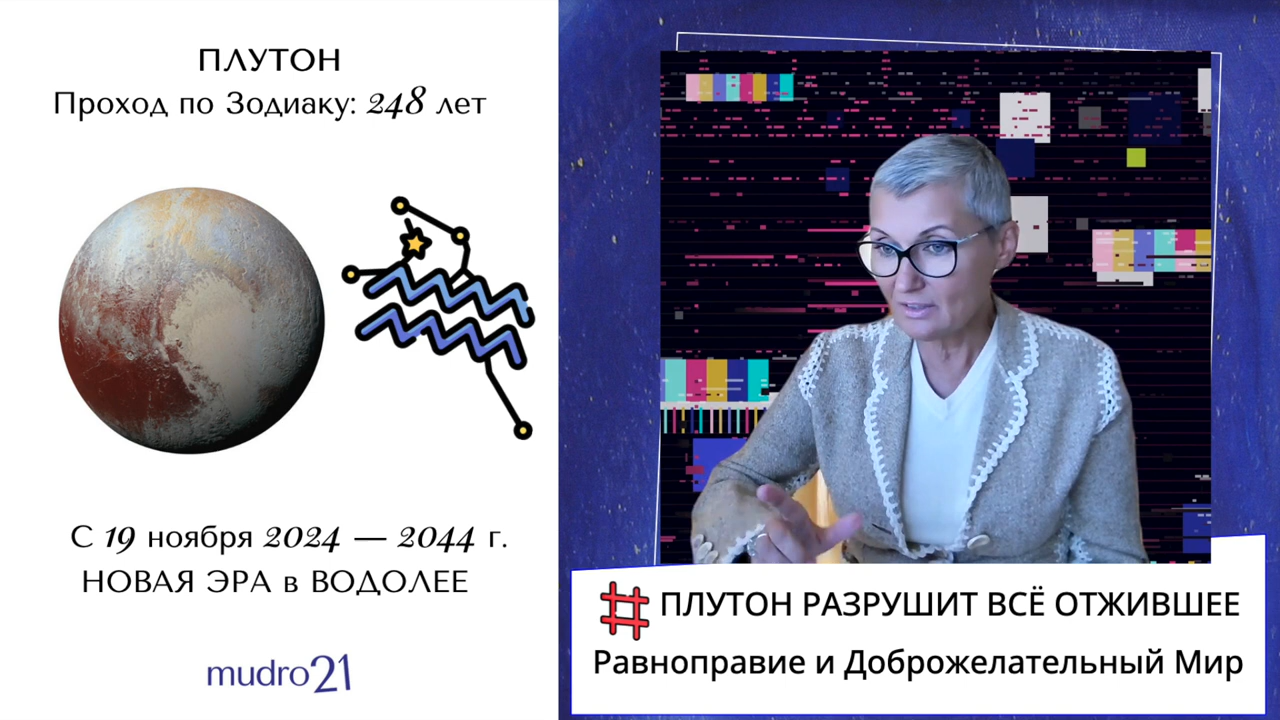 ПЛУТОН
Проход по Зодиаку: 248 лет
С 19 ноября 2024 — 2044 г.
НОВАЯ ЭРА в ВОДОЛЕЕ
mudro21
# ПЛУТОН РАЗРУШИТ ВСЁ ОТЖИВШЕЕ
Равноправие и Доброжелательный Мир